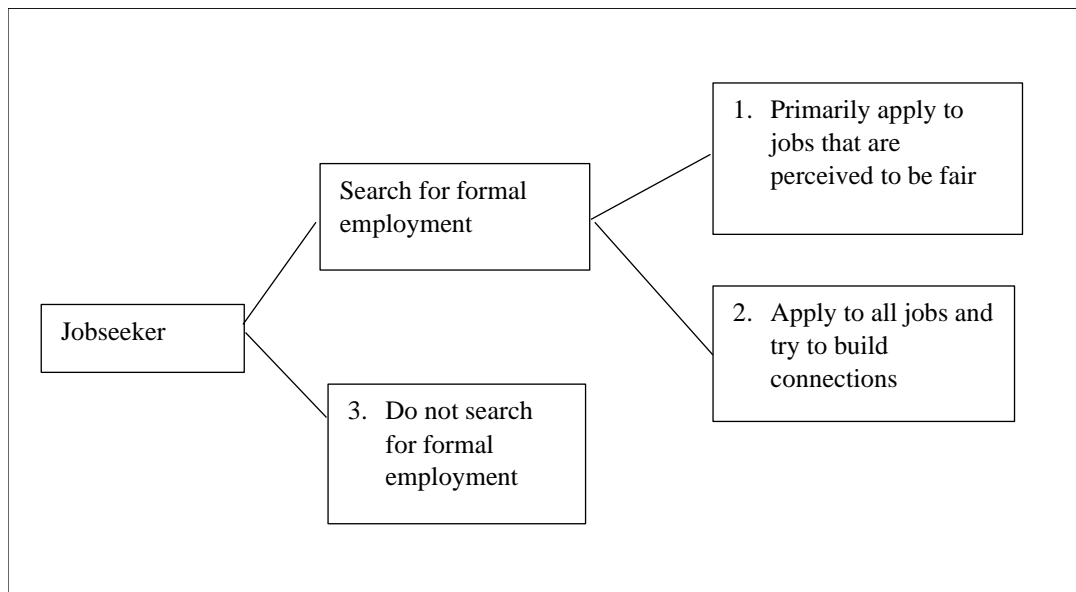 Jobseeker
Search for formal
employment
1. Primarily apply to
jobs that are
perceived to be fair
2. Apply to all jobs and
try to build
connections
3. Do not search
for formal
employment